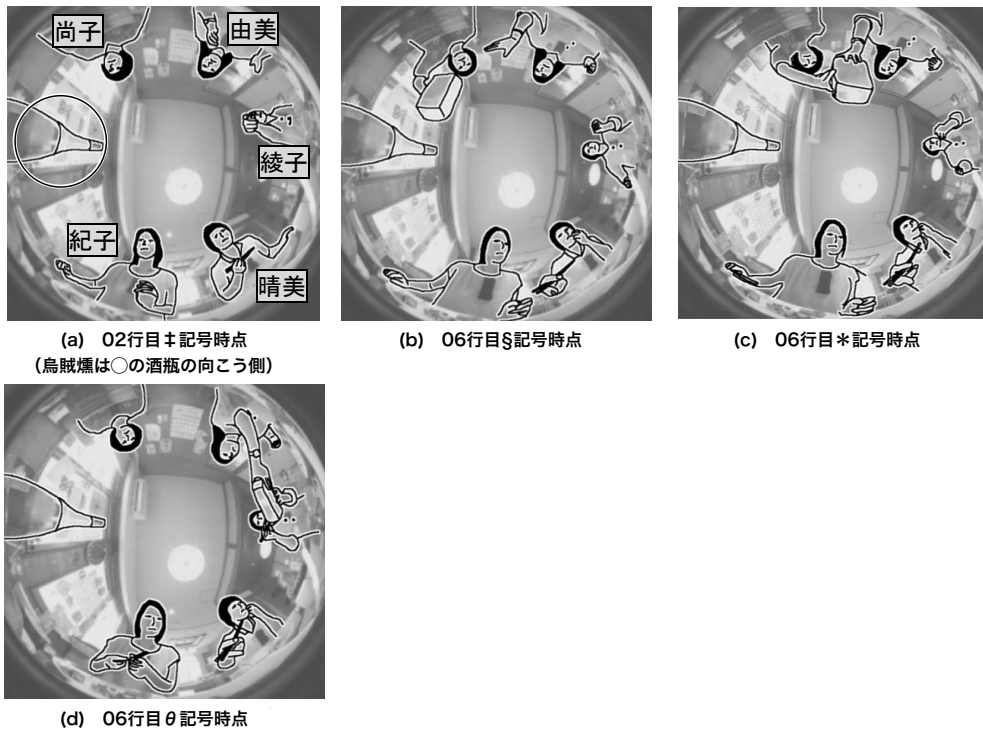 尚子
由美
綾子
紀子
晴美
(a) 02行目‡記号時点
（烏賊燻は◯の酒瓶の向こう側）
(b) 06行目§記号時点
(c) 06行目＊記号時点
(d) 06行目θ記号時点